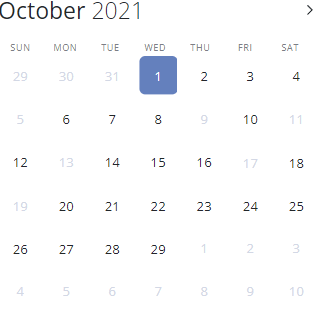 October 2021
SUN MON TUE WED THU FRI SAT
29 30 31 1 2 3 4
5 6 7 8 9 10 11
12 13 14 15 16 17 18
19 20 21 22 23 24 25
26 27 28 29 1 2 3
4 5 6 7 8 9 10